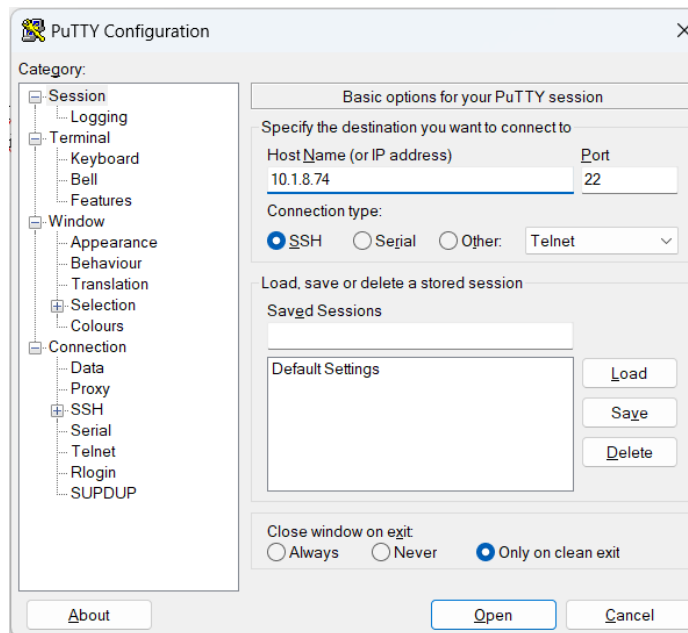 PuTTY Configuration
Category:
Session
Logging
Terminal
Keyboard
Bell
Features
Window
Appearance
Behaviour
Translation
Selection
Colours
Connection
Data
Proxy
SSH
Serial
Telnet
Rlogin
SUPDUP
Basic options for your PuTTY session
Specify the destination you want to connect to
Host Name (or IP address) Port
10.1.8.74 22
Connection type:
SSH Serial Other: Telnet
Load, save or delete a stored session
Saved Sessions
Default Settings
Load
Save
Delete
Close window on exit:
Always Never Only on clean exit
About Open Cancel